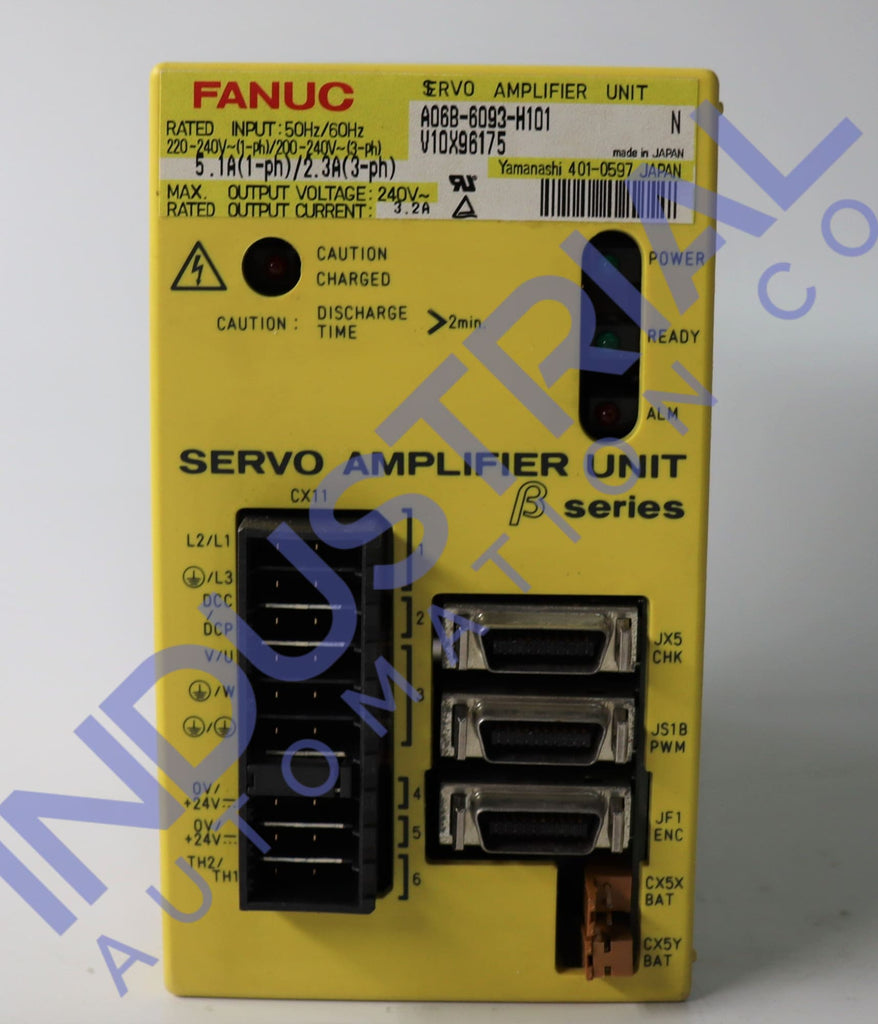 FANUC
SERVO AMPLIFIER UNIT
RATED INPUT: 50Hz/60Hz
220-240V~(1-ph)/200-240V~(3-ph)
5.1A(1-ph)/2.3A(3-ph)
MAX. OUTPUT VOLTAGE: 240V~
RATED OUTPUT CURRENT: 3.2A
A06B-6093-H101 N
V10X96175
made in JAPAN
Yamanashi 401-0597 JAPAN
CAUTION
CHARGED
CAUTION : DISCHARGE TIME >2min.
POWER
READY
ALM
SERVO AMPLIFIER UNIT
β series
CX11
L2/L1
/L3
DCC
/
DCP
V/U
/W
/
0V/
+24V
0V/
+24V
TH2/
TH1
1
2
3
4
5
6
JX5
CHK
JS1B
PWM
JF1
ENC
CX5X
BAT
CX5Y
BAT
INDUSTRIAL
AUTOMATION CO